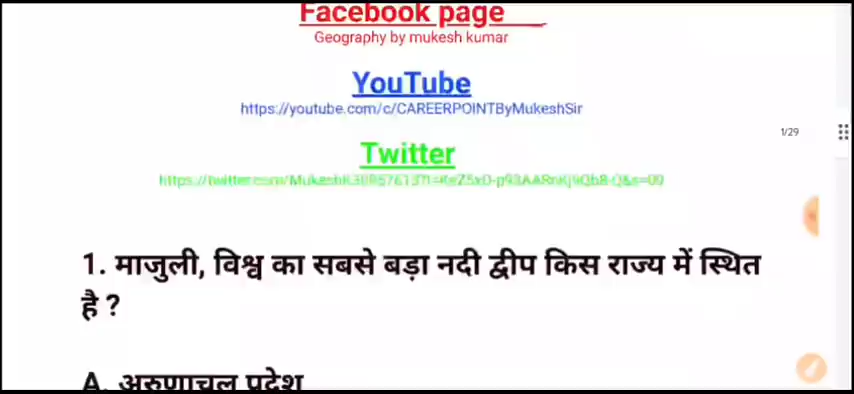 Facebook page
Geography by mukesh kumar
YouTube
https://youtube.com/c/CAREERPOINTByMukeshSir
1/29
Twitter
1. माजुली, विश्व का सबसे बड़ा नदी द्वीप किस राज्य में स्थित
है ?
A. अरुणाचल प्रदेश